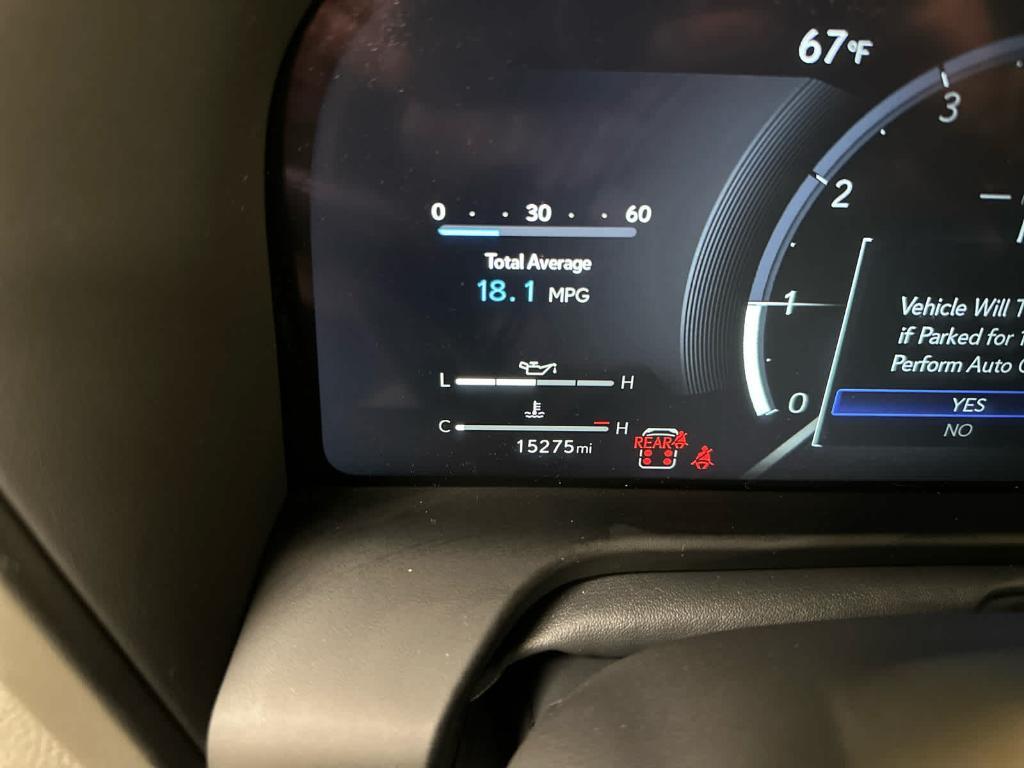 67°F
3
2
0 · · 30 · · 60
Total Average
18.1 MPG
1
Vehicle Will
if Parked for
Perform Auto
L H
YES
0
C H
NO
15275mi
REAR